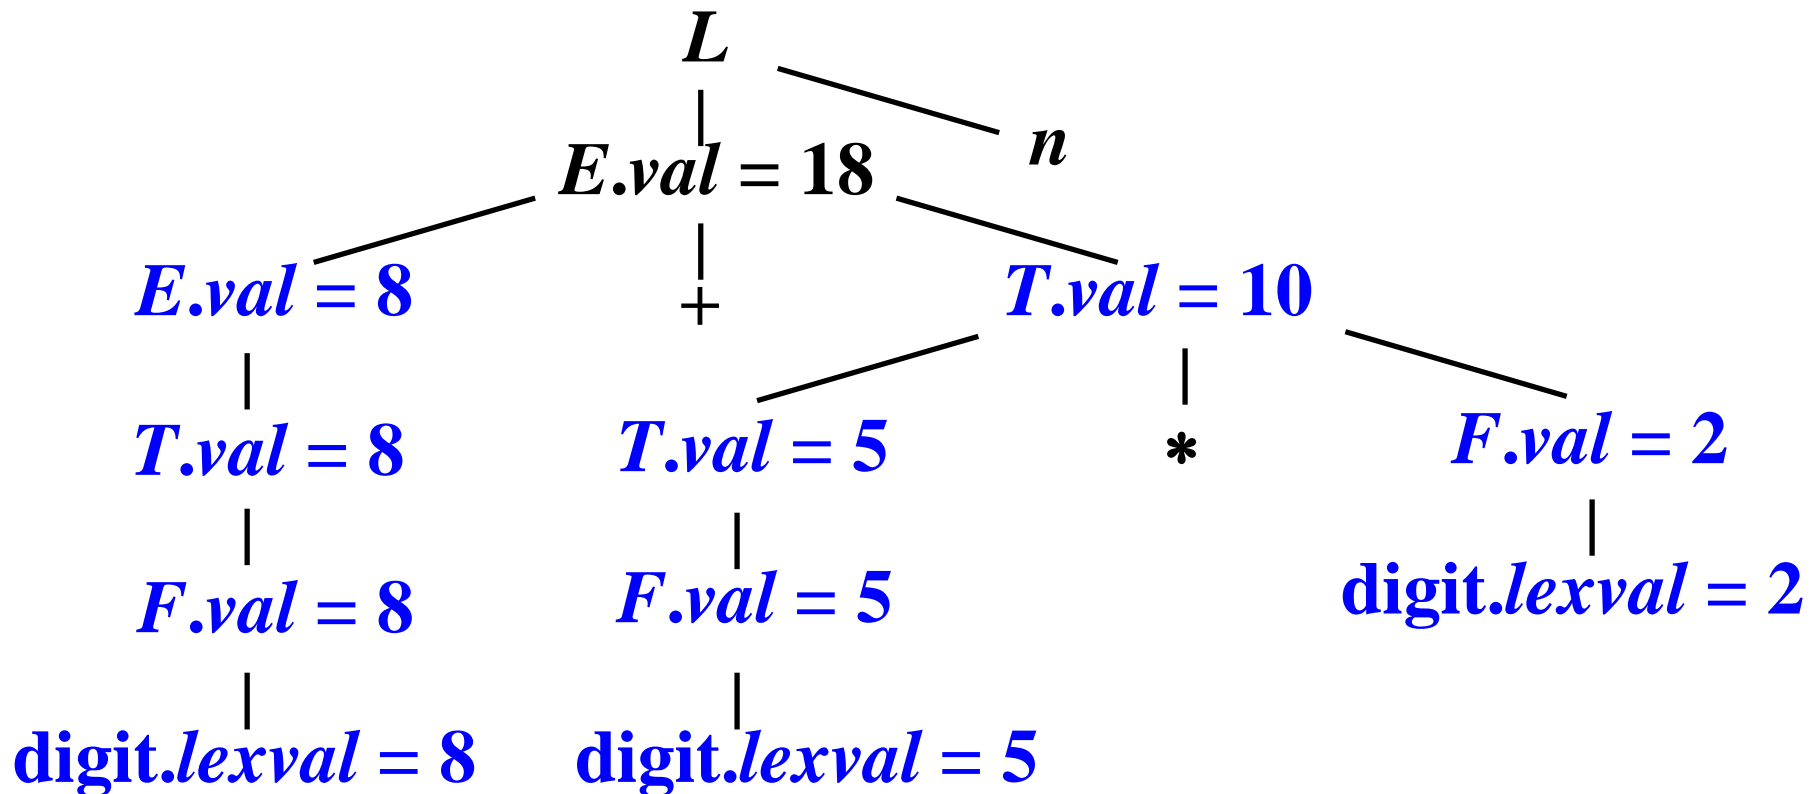 L
n
E.val = 18
E.val = 8
+
T.val = 10
T.val = 8
T.val = 5
*
F.val = 2
F.val = 8
F.val = 5
digit.lexval = 2
digit.lexval = 8
digit.lexval = 5